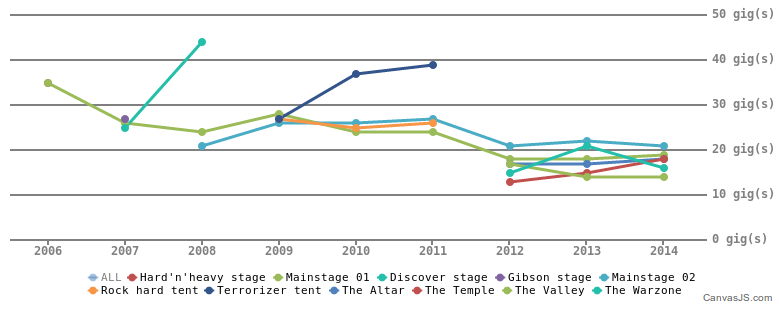 50 gig(s)
40 gig(s)
30 gig(s)
20 gig(s)
10 gig(s)
0 gig(s)
2006 2007 2008 2009 2010 2011 2012 2013 2014
ALL Hard'n'heavy stage Mainstage 01 Discover stage Gibson stage Mainstage 02
Rock hard tent Terrorizer tent The Altar The Temple The Valley The Warzone
CanvasJS.com